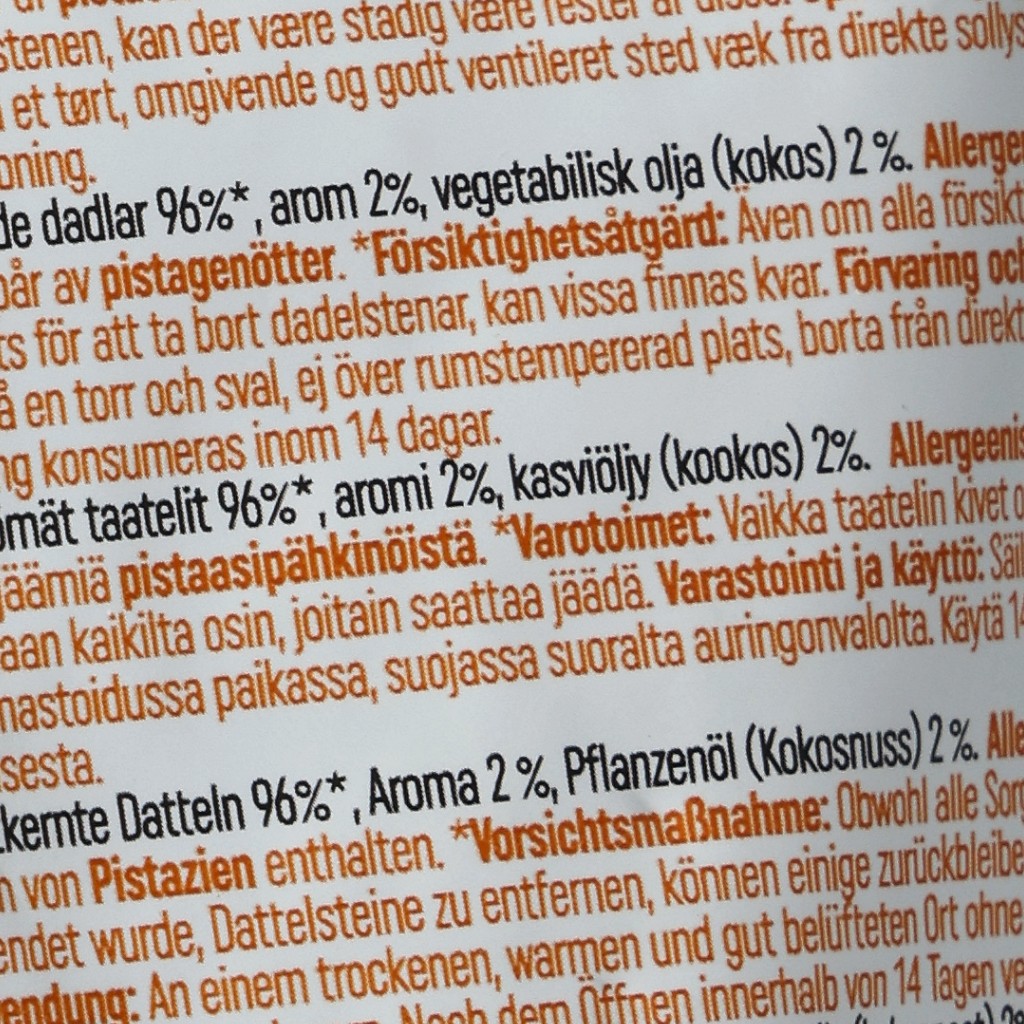 stenen, kan der være stadig være rester
et tørt, omgivende og godt ventileret sted væk fra direkte sollys
oning.
de dadlar 96%*, arom 2%, vegetabilisk olja (kokos) 2 %. Allergen
pår av pistagenötter. *Försiktighetsåtgärd: Även om alla försikt
ts för att ta bort dadelstenar, kan vissa finnas kvar. Förvaring och
å en torr och sval, ej över rumstempererad plats, borta från direkt
ng konsumeras inom 14 dagar.
ömät taatelit 96%*, aromi 2%, kasviöljy (kookos) 2%. Allergeenis
jäämiä pistaasipähkinöistä. *Varotoimet: Vaikka taatelin kivet o
aan kaikilta osin, joitain saattaa jäädä. Varastointi ja käyttö: Säil
nastoidussa paikassa, suojassa suoralta auringonvalolta. Käytä 14
sesta.
kernte Datteln 96%*, Aroma 2 %, Pflanzenöl (Kokosnuss) 2 %. Alle
n von Pistazien enthalten. *Vorsichtsmaßnahme: Obwohl alle Sorg
endet wurde, Dattelsteine zu entfernen, können einige zurückbleibe
endung: An einem trockenen, warmen und gut belüfteten Ort ohne
Nach dem Öffnen innerhalb von 14 Tagen ve